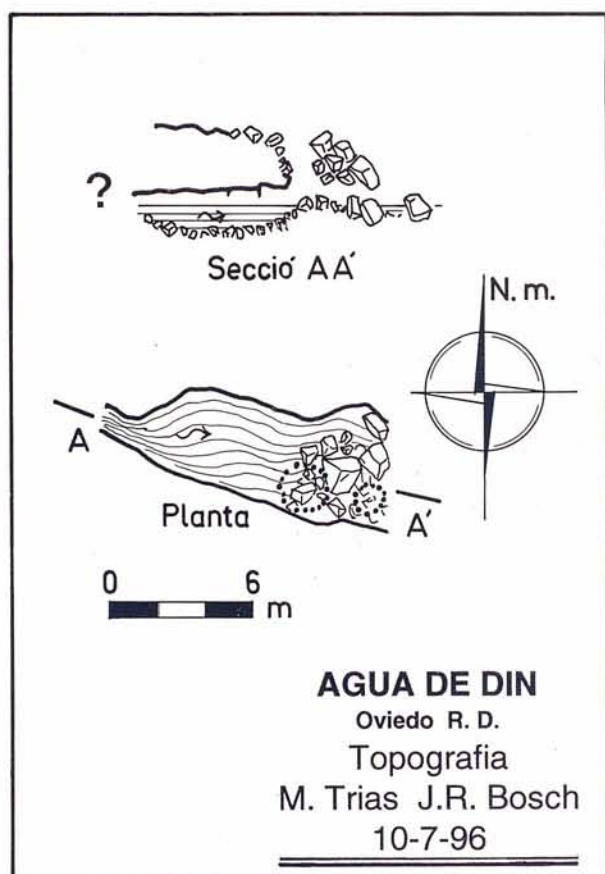 ?
Secció AA'
N. m.
A
Planta
A'
0 6
m
AGUA DE DIN
Oviedo R. D.
Topografia
M. Trias J.R. Bosch
10-7-96